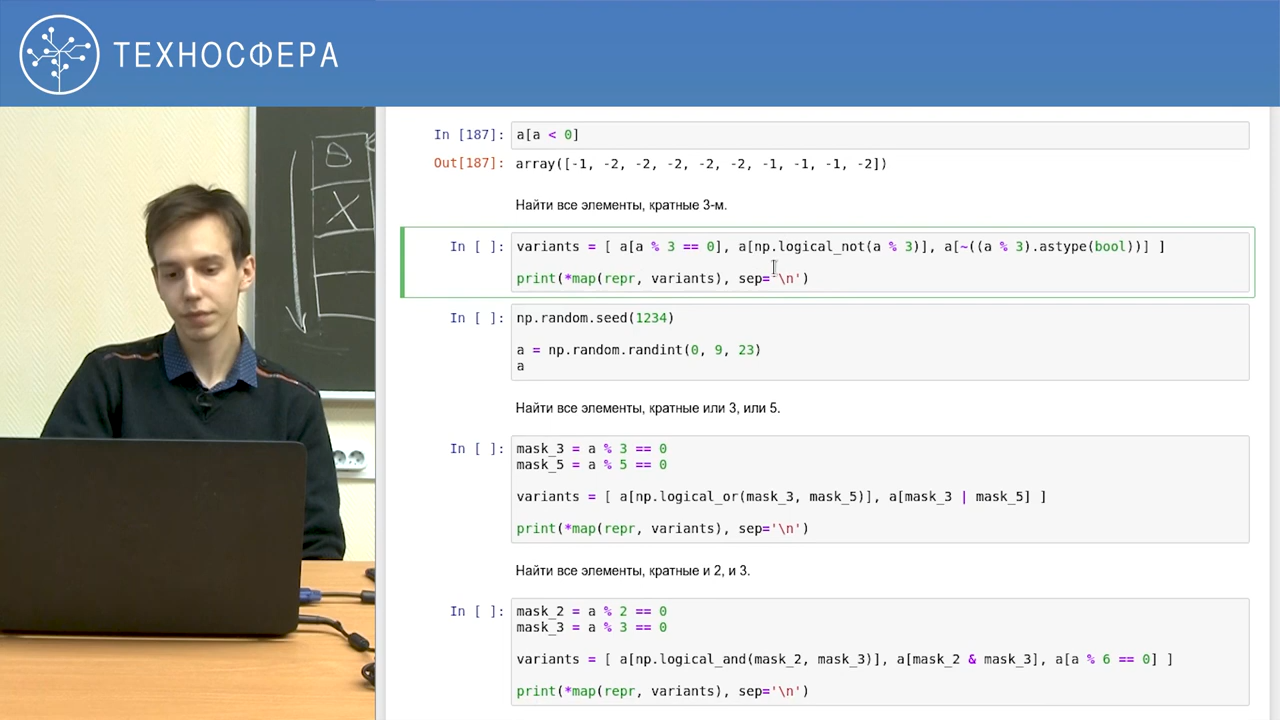 ТЕХНОСФЕРА
In [187]: a[a < 0]
Out[187]: array([-1, -2, -2, -2, -2, -2, -1, -1, -1, -2])
Найти все элементы, кратные 3-м.
In [ ]: variants = [ a[a % 3 == 0], a[np.logical_not(a % 3)], a[~((a % 3).astype(bool))] ]
print(*map(repr, variants), sep='\n')
In [ ]: np.random.seed(1234)
a = np.random.randint(0, 9, 23)
a
Найти все элементы, кратные или 3, или 5.
In [ ]: mask_3 = a % 3 == 0
mask_5 = a % 5 == 0
variants = [ a[np.logical_or(mask_3, mask_5)], a[mask_3 | mask_5] ]
print(*map(repr, variants), sep='\n')
Найти все элементы, кратные и 2, и 3.
In [ ]: mask_2 = a % 2 == 0
mask_3 = a % 3 == 0
variants = [ a[np.logical_and(mask_2, mask_3)], a[mask_2 & mask_3], a[a % 6 == 0] ]
print(*map(repr, variants), sep='\n')